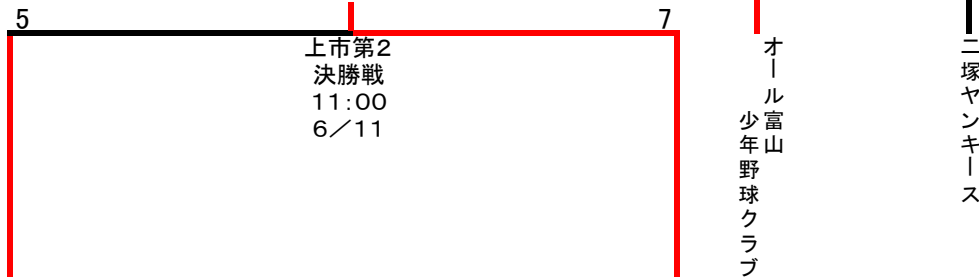 5
7
上市第2
決勝戦
11:00
6／11
オール富山
少年野球クラブ
二塚ヤンキース